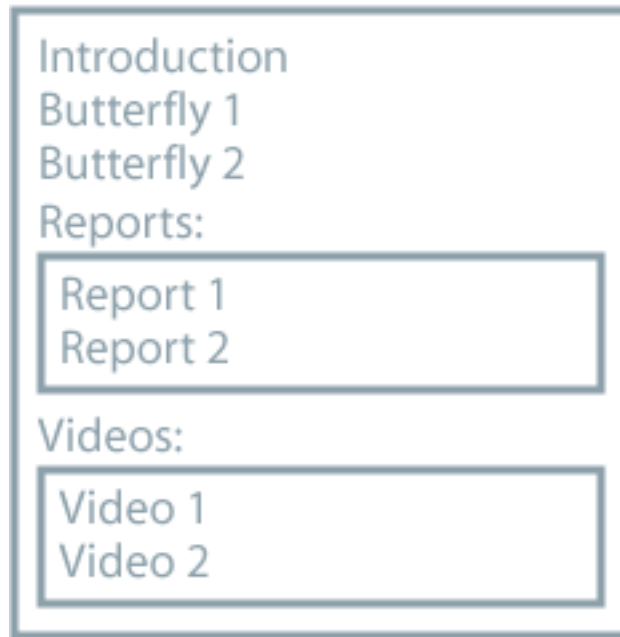 Introduction
Butterfly 1
Butterfly 2
Reports:
Report 1
Report 2
Videos:
Video 1
Video 2